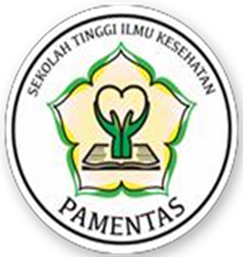 SEKOLAH TINGGI ILMU KESEHATAN
PAMENTAS